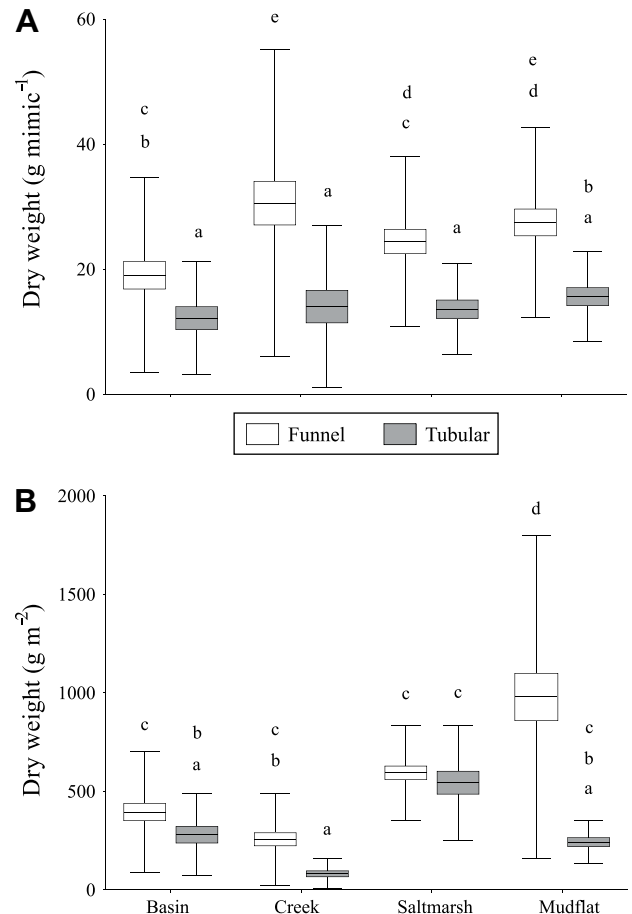 A
Dry weight (g mimic-1)
60
40
20
0
c
b
a
e
a
d
c
a
e
d
b
a
Funnel
Tubular
B
Dry weight (g m-2)
2000
1500
1000
500
0
c
b
a
c
b
a
c
c
d
c
b
a
Basin
Creek
Saltmarsh
Mudflat